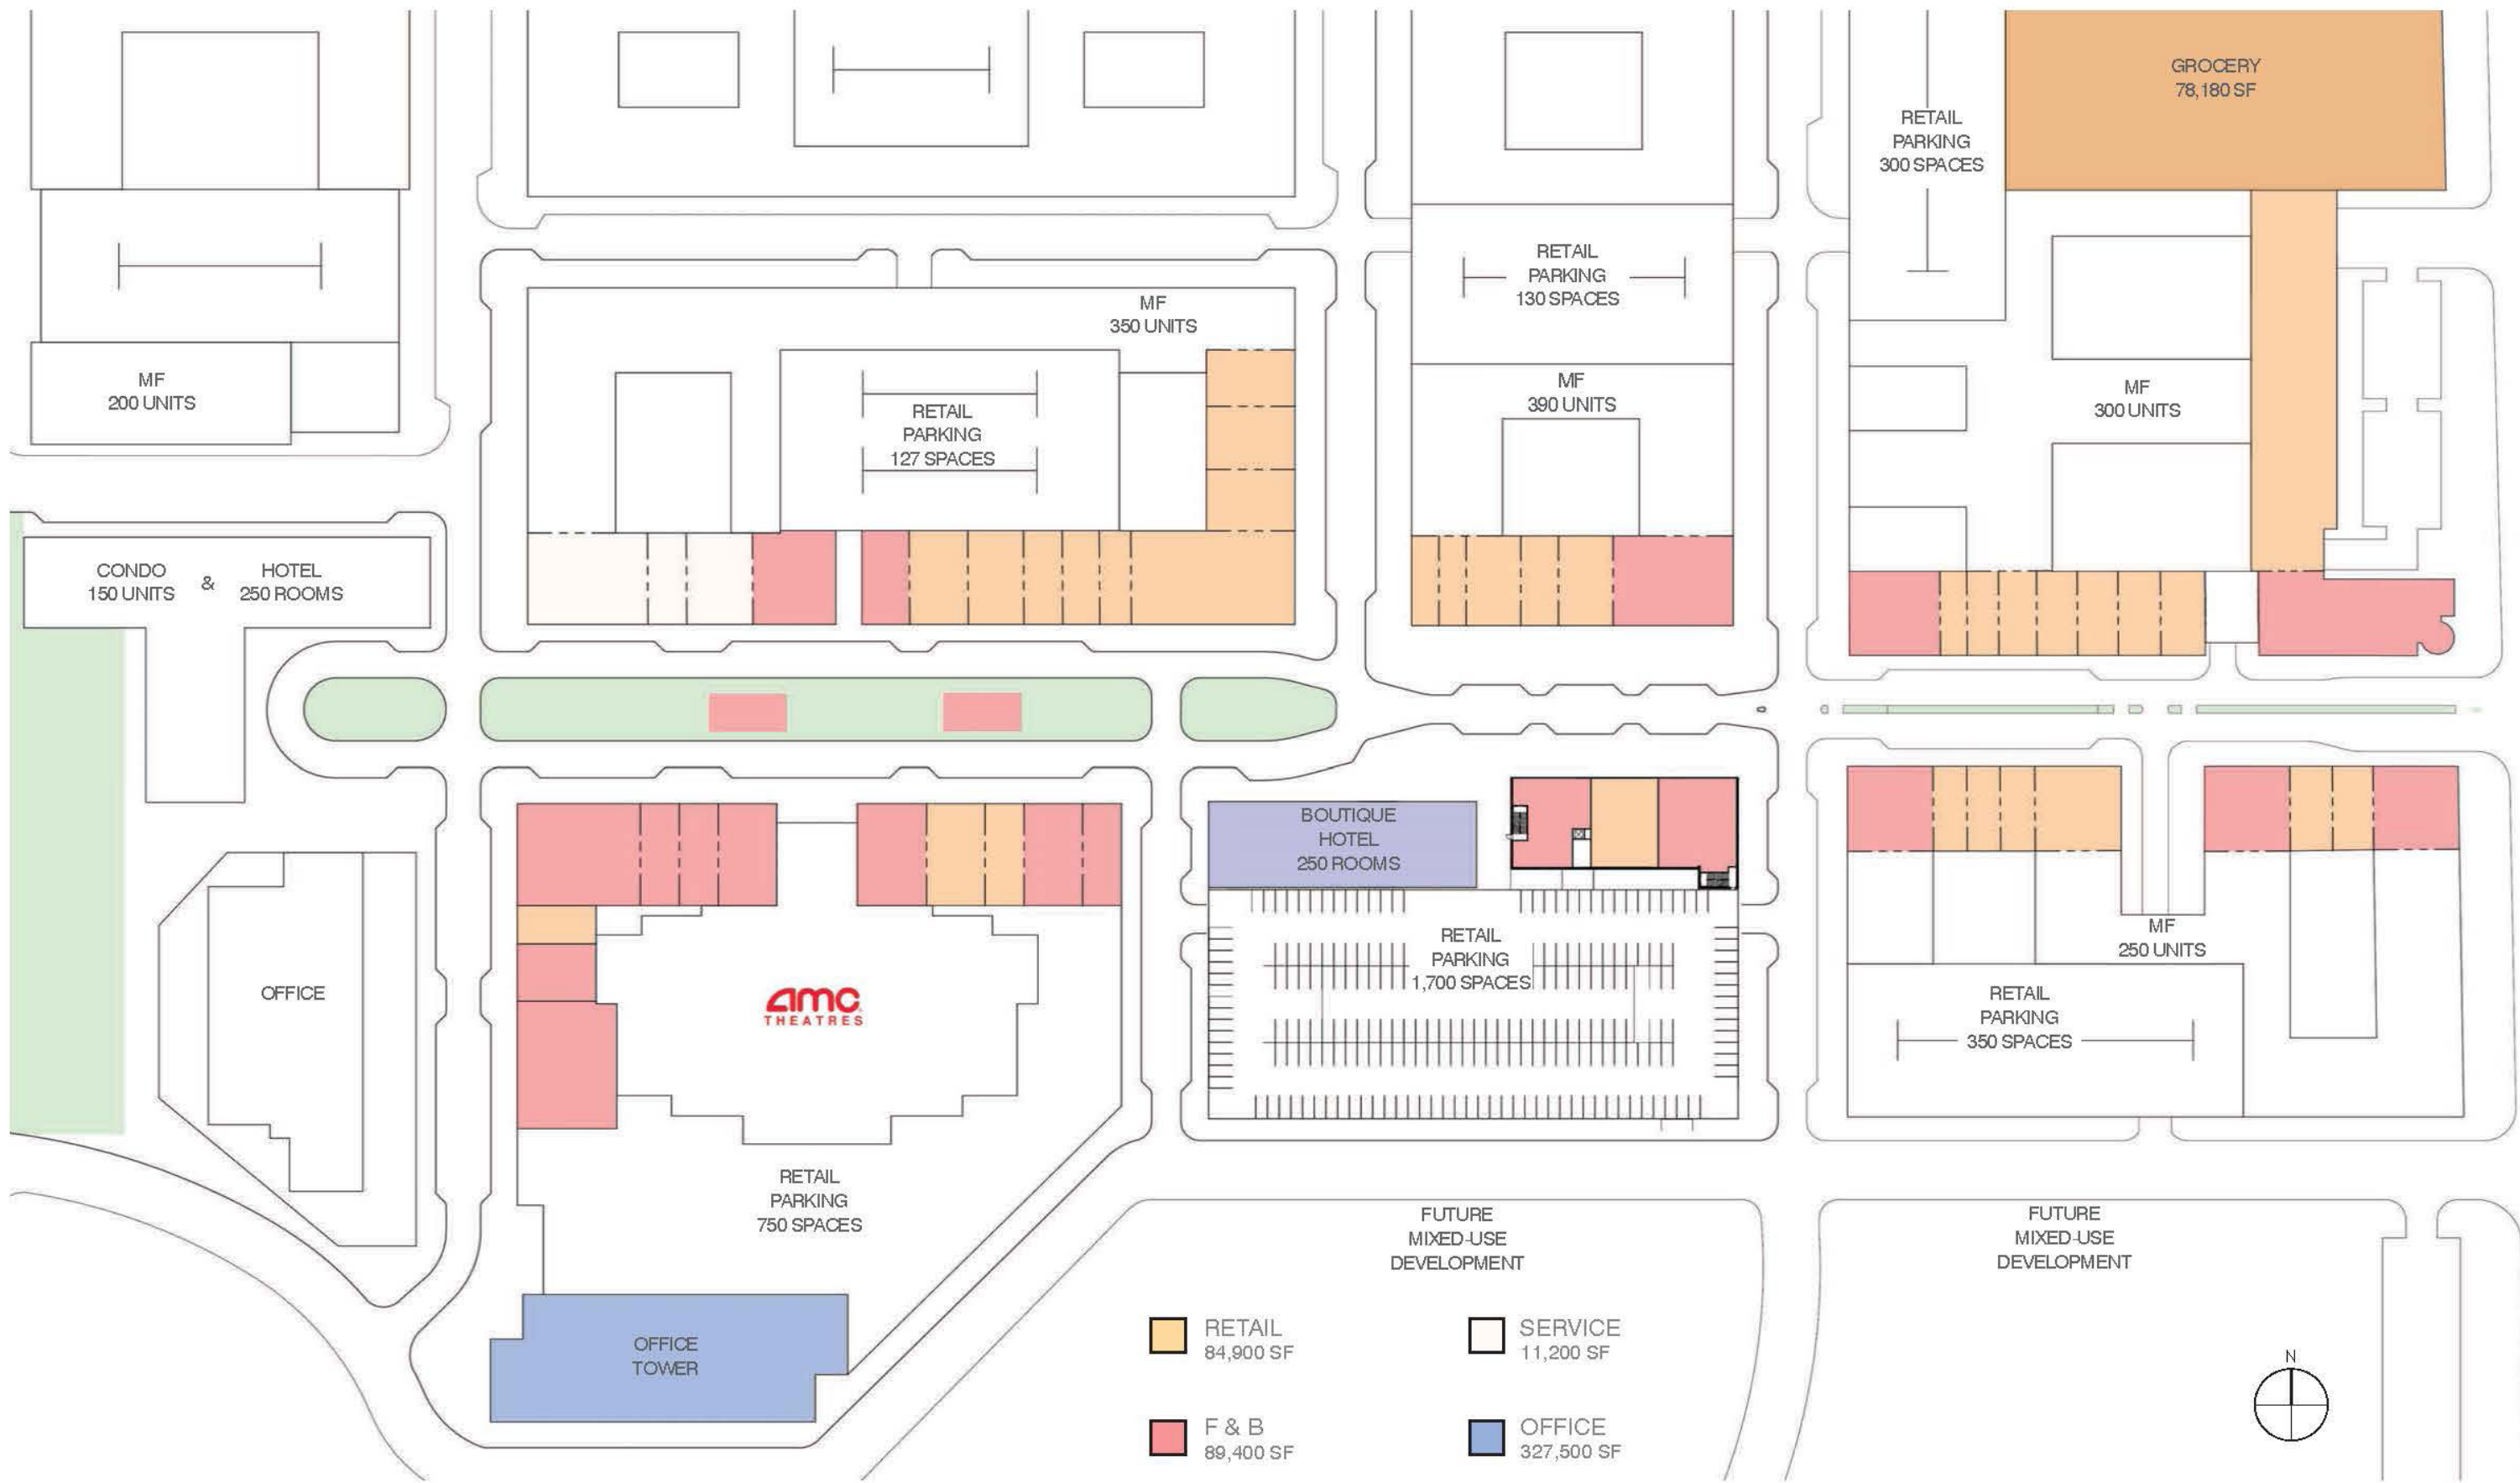 GROCERY
78,180 SF
RETAIL
PARKING
300 SPACES
RETAIL
PARKING
130 SPACES
MF
350 UNITS
MF
200 UNITS
RETAIL
PARKING
127 SPACES
MF
390 UNITS
MF
300 UNITS
CONDO
150 UNITS
&
HOTEL
250 ROOMS
BOUTIQUE
HOTEL
250 ROOMS
OFFICE
amc
THEATRES
RETAIL
PARKING
1,700 SPACES
MF
250 UNITS
RETAIL
PARKING
350 SPACES
RETAIL
PARKING
750 SPACES
FUTURE
MIXED-USE
DEVELOPMENT
FUTURE
MIXED-USE
DEVELOPMENT
OFFICE
TOWER
RETAIL
84,900 SF
SERVICE
11,200 SF
F & B
89,400 SF
OFFICE
327,500 SF
N